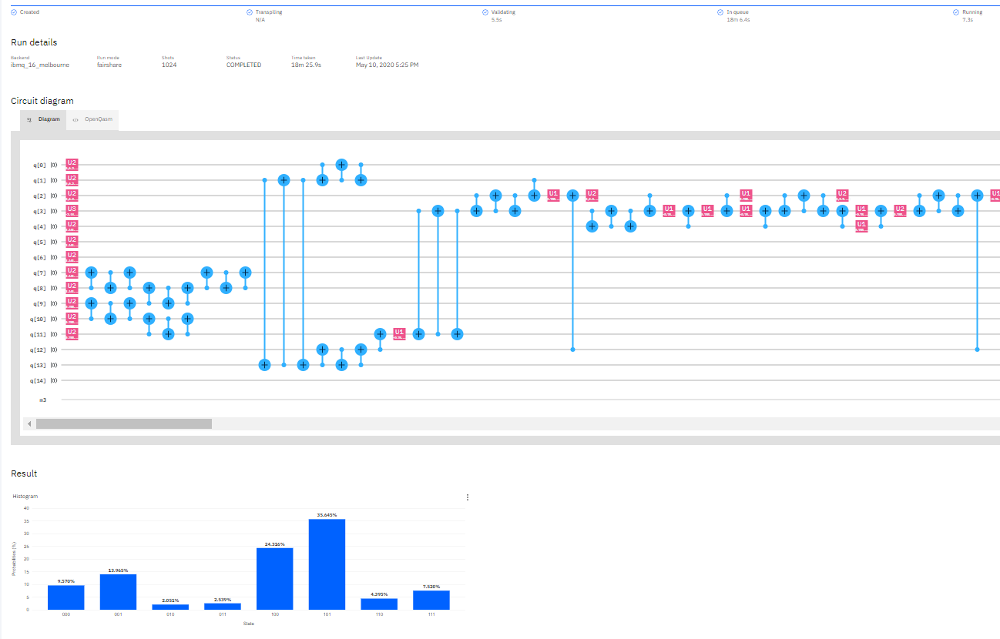 Created Transpiling Validating In queue Running
N/A 5.5s 18m 6.4s 7.3s
Run details
Backend Run mode Shots Status Time taken Last Update
ibmq_16_melbourne fairshare 1024 COMPLETED 18m 25.9s May 10, 2020 5:25 PM
Circuit diagram
Diagram </> OpenQasm
q[0] |0⟩ U2
q[1] |0⟩ U2
q[2] |0⟩ U2 U1 U2 U1 U2 U1
q[3] |0⟩ U3 U1 U1 U1 U1 U2
q[4] |0⟩ U2 U1
q[5] |0⟩ U2
q[6] |0⟩ U2
q[7] |0⟩ U2
q[8] |0⟩ U2
q[9] |0⟩ U2
q[10] |0⟩ U2
q[11] |0⟩ U2 U1
q[12] |0⟩
q[13] |0⟩
q[14] |0⟩
m3
Result
Histogram
Probabilities (%)
40
35
30
25
20
15
10
5
0
9.570% 13.965% 2.051% 2.539% 24.316% 35.645% 4.395% 7.520%
000 001 010 011 100 101 110 111
State